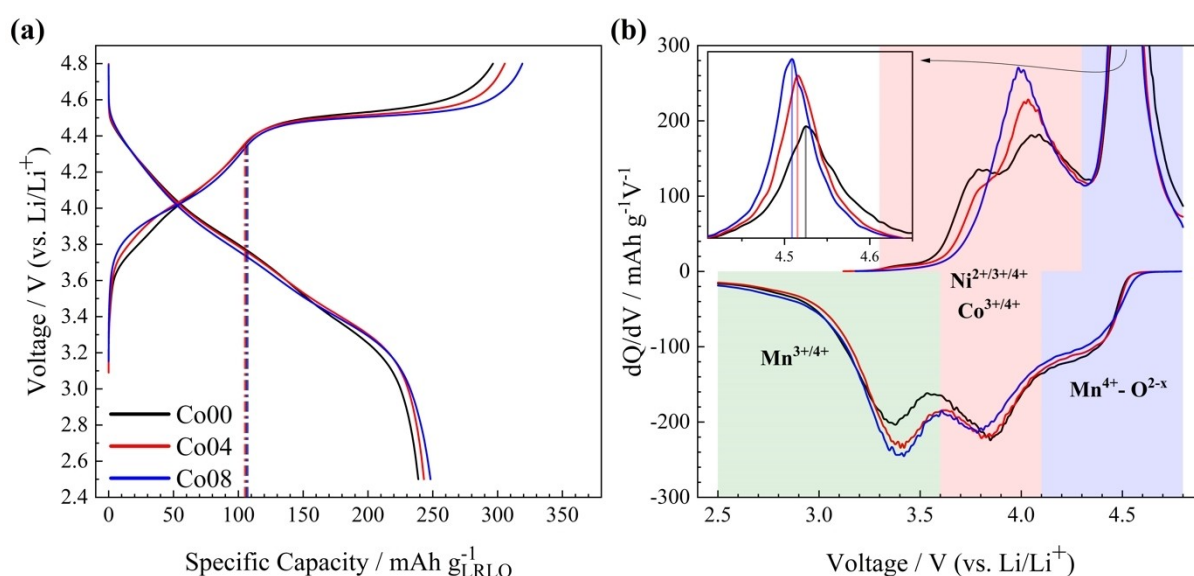 (a)
4.8
4.6
4.4
4.2
4.0
3.8
3.6
3.4
3.2
3.0
2.8
2.6
2.4
Voltage / V (vs. Li/Li⁺)
Co00
Co04
Co08
0 50 100 150 200 250 300 350
Specific Capacity / mAh g⁻¹LRLO
(b)
300
200
100
0
-100
-200
-300
dQ/dV / mAh g⁻¹V⁻¹
4.5 4.6
Ni²⁺/³⁺/⁴⁺
Co³⁺/⁴⁺
Mn³⁺/⁴⁺
Mn⁴⁺- O²⁻ˣ
2.5 3.0 3.5 4.0 4.5
Voltage / V (vs. Li/Li⁺)